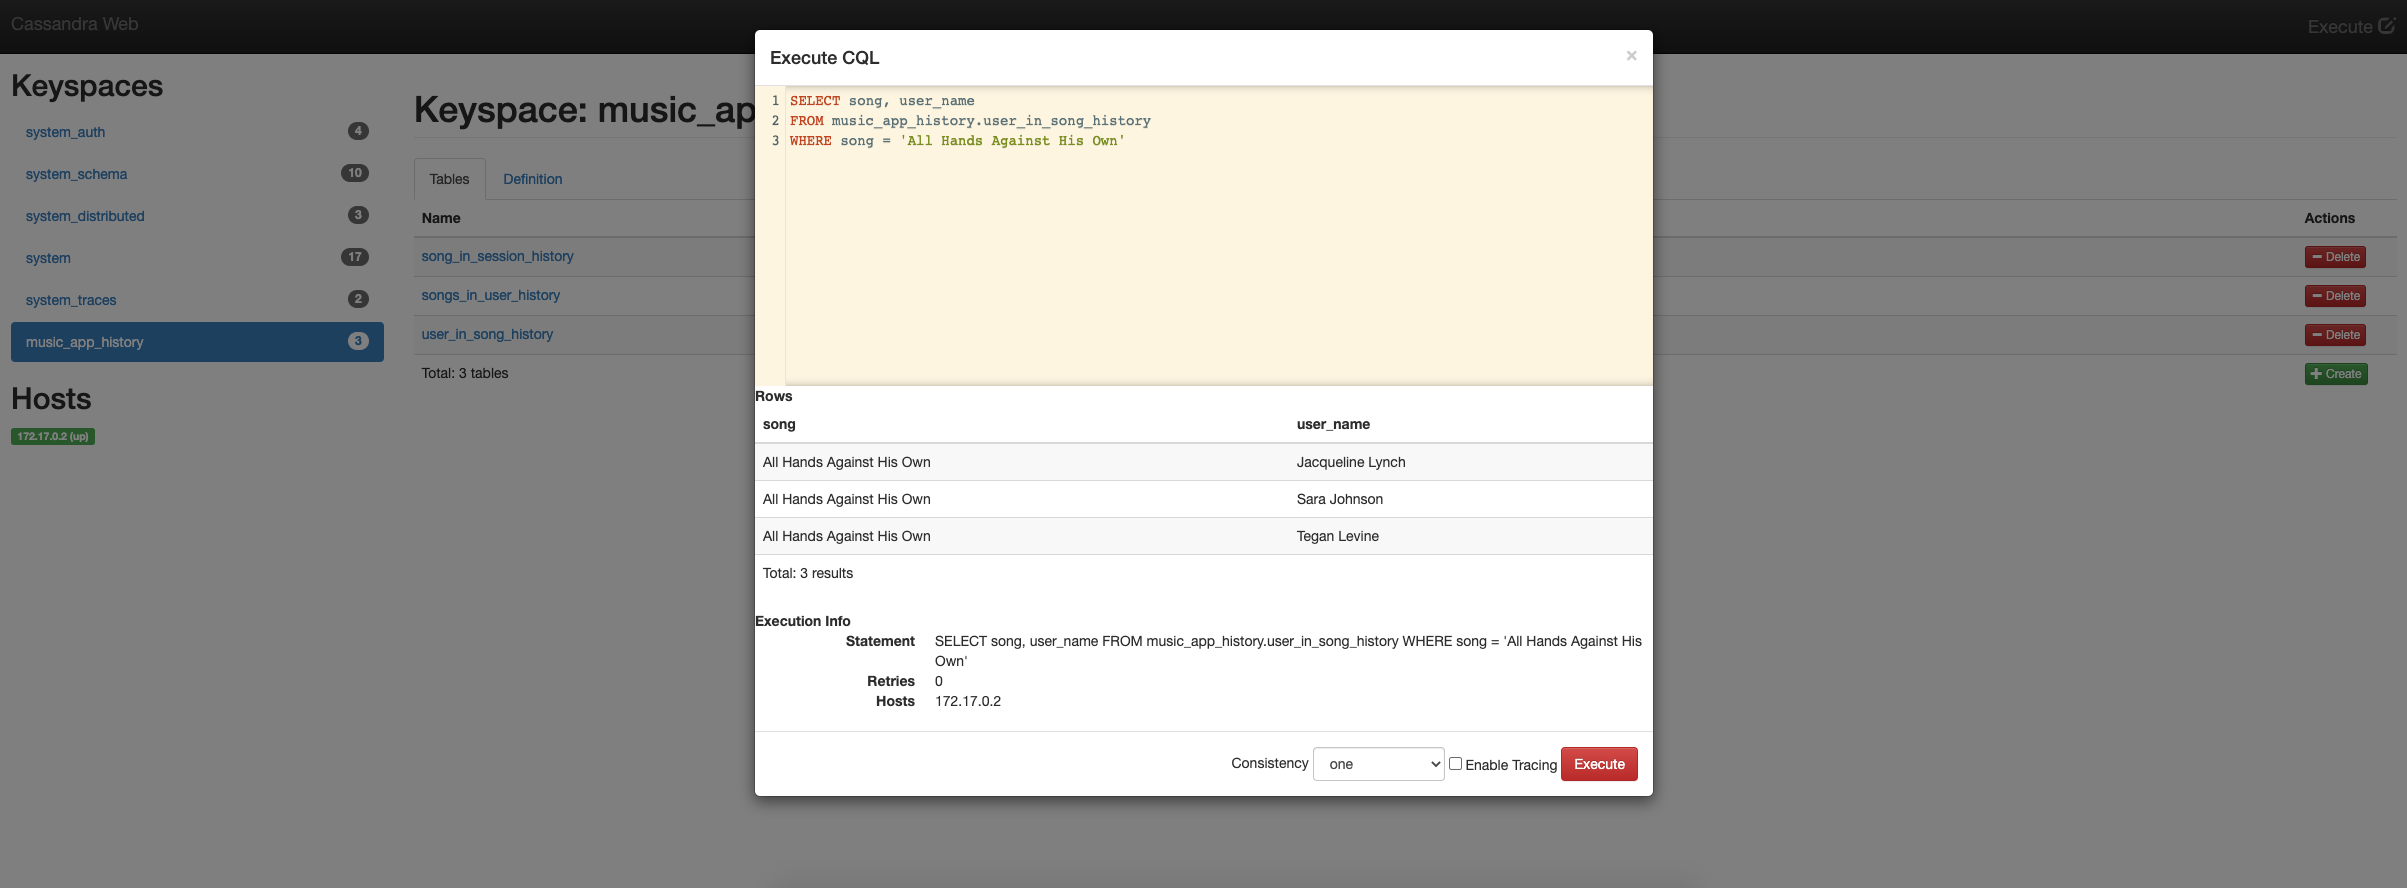 Cassandra Web
Execute
Keyspaces
system_auth 4
system_schema 10
system_distributed 3
system 17
system_traces 2
music_app_history 3
Hosts
172.17.0.2 (up)
Keyspace: music_ap
Tables Definition
Name Actions
song_in_session_history Delete
songs_in_user_history Delete
user_in_song_history Delete
Total: 3 tables Create
Execute CQL ×
1 SELECT song, user_name
2 FROM music_app_history.user_in_song_history
3 WHERE song = 'All Hands Against His Own'
Rows
song user_name
All Hands Against His Own Jacqueline Lynch
All Hands Against His Own Sara Johnson
All Hands Against His Own Tegan Levine
Total: 3 results
Execution Info
Statement SELECT song, user_name FROM music_app_history.user_in_song_history WHERE song = 'All Hands Against His
Own'
Retries 0
Hosts 172.17.0.2
Consistency one Enable Tracing Execute